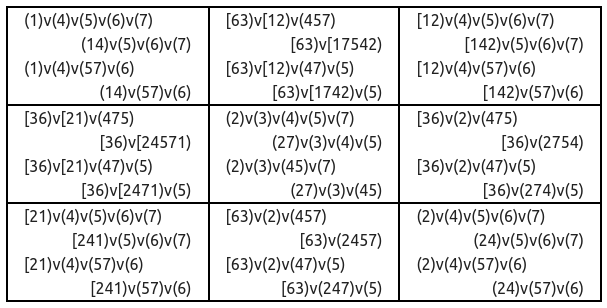 (1)v(4)v(5)v(6)v(7)
(14)v(5)v(6)v(7)
(1)v(4)v(57)v(6)
(14)v(57)v(6)
[63)v[12)v(457)
[63)v[17542)
[63)v[12)v(47)v(5)
[63)v[1742)v(5)
[12)v(4)v(5)v(6)v(7)
[142)v(5)v(6)v(7)
[12)v(4)v(57)v(6)
[142)v(57)v(6)
[36)v[21)v(475)
[36)v[24571)
[36)v[21)v(47)v(5)
[36)v[2471)v(5)
(2)v(3)v(4)v(5)v(7)
(27)v(3)v(4)v(5)
(2)v(3)v(45)v(7)
(27)v(3)v(45)
[36)v(2)v(475)
[36)v(2754)
[36)v(2)v(47)v(5)
[36)v(274)v(5)
[21)v(4)v(5)v(6)v(7)
[241)v(5)v(6)v(7)
[21)v(4)v(57)v(6)
[241)v(57)v(6)
[63)v(2)v(457)
[63)v(2457)
[63)v(2)v(47)v(5)
[63)v(247)v(5)
(2)v(4)v(5)v(6)v(7)
(24)v(5)v(6)v(7)
(2)v(4)v(57)v(6)
(24)v(57)v(6)